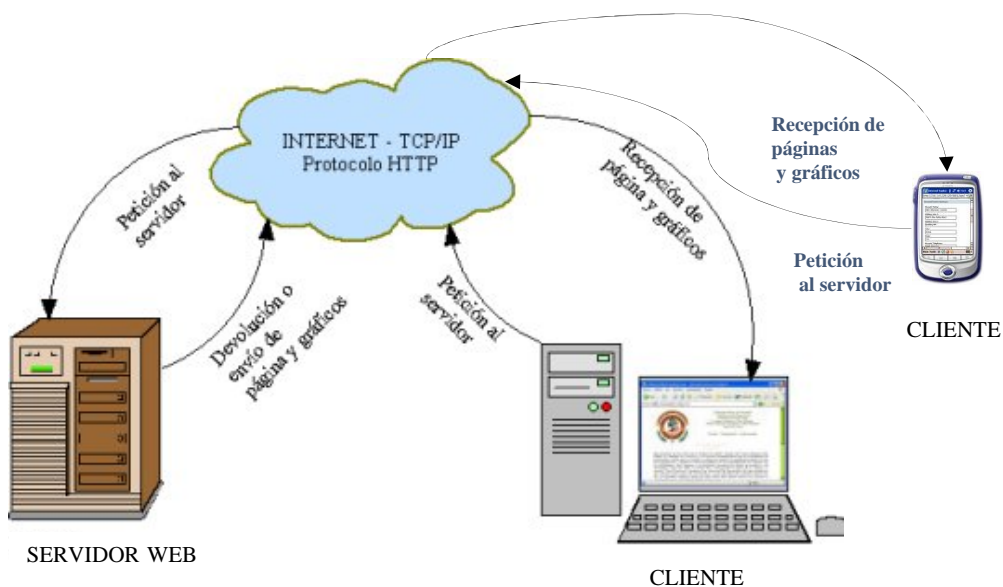 INTERNET - TCP/IP
Protocolo HTTP
Petición al
servidor
Devolución o
envío de
página y gráficos
Petición al
servidor
Recepción de
página y gráficos
Recepción de
páginas
y gráficos
Petición
al servidor
CLIENTE
SERVIDOR WEB
CLIENTE